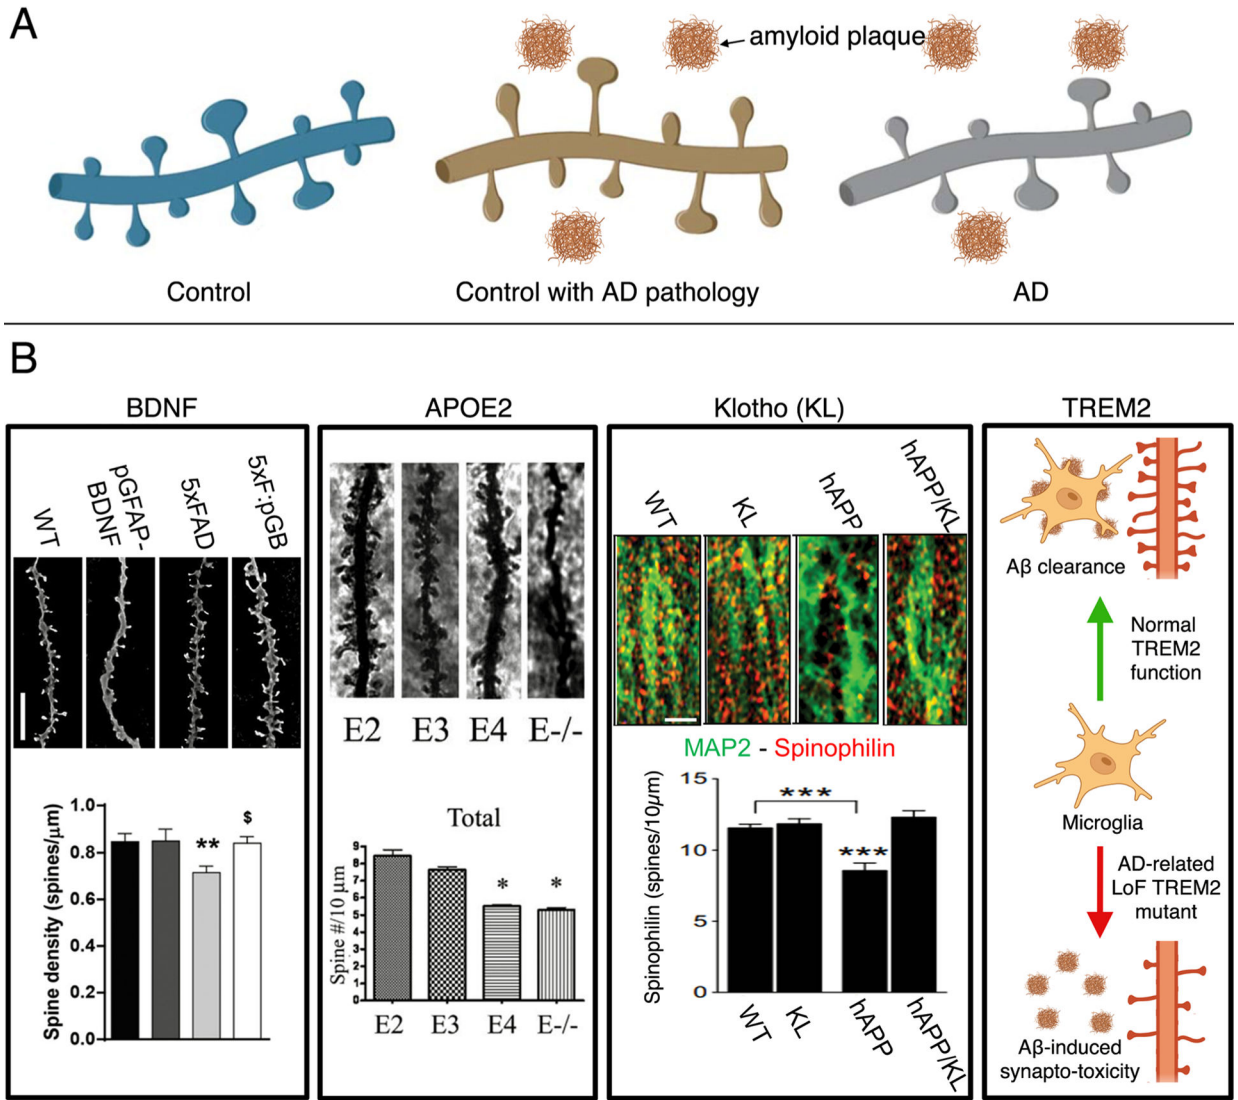 A
amyloid plaque
Control
Control with AD pathology
AD
B
BDNF
WT
pGFAP-
BDNF
5xFAD
5xF:pGB
Spine density (spines/μm)
1.0
0.8
0.6
0.4
0.2
0.0
**
$
APOE2
E2
E3
E4
E-/-
Total
Spine #/10 μm
9
8
7
6
5
4
3
2
1
0
*
*
E2
E3
E4
E-/-
Klotho (KL)
WT
KL
hAPP
hAPP/KL
MAP2 - Spinophilin
Spinophilin (spines/10μm)
15
10
5
0
***
***
WT
KL
hAPP
hAPP/KL
TREM2
Aβ clearance
Normal
TREM2
function
Microglia
AD-related
LoF TREM2
mutant
Aβ-induced
synapto-toxicity